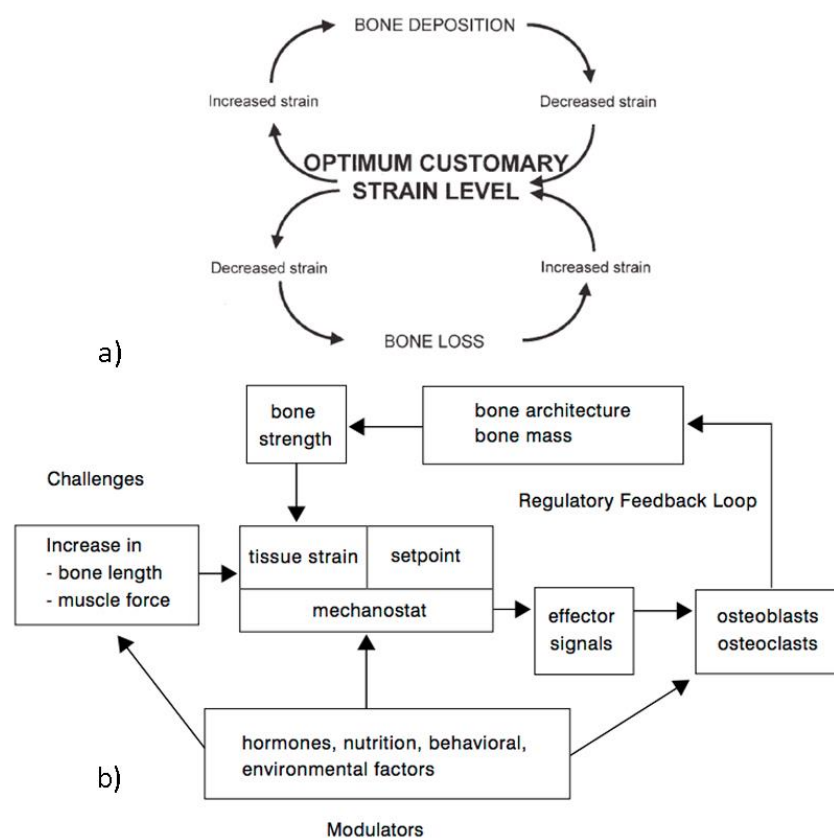 BONE DEPOSITION
Increased strain
Decreased strain
OPTIMUM CUSTOMARY
STRAIN LEVEL
Decreased strain
Increased strain
BONE LOSS
a)
bone
strength
bone architecture
bone mass
Challenges
Regulatory Feedback Loop
Increase in
- bone length
- muscle force
tissue strain
setpoint
mechanostat
effector
signals
osteoblasts
osteoclasts
hormones, nutrition, behavioral,
environmental factors
b)
Modulators